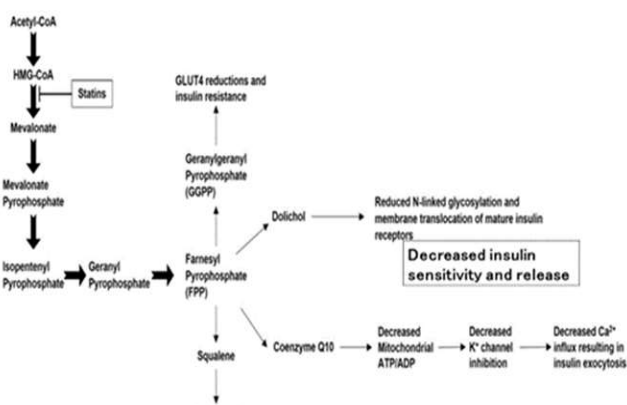 Acetyl-CoA
HMG-CoA
Statins
Mevalonate
Mevalonate
Pyrophosphate
Isopentenyl
Pyrophosphate
Geranyl
Pyrophosphate
Farnesyl
Pyrophosphate
(FPP)
GLUT4 reductions and
insulin resistance
Geranylgeranyl
Pyrophosphate
(GGPP)
Dolichol
Reduced N-linked glycosylation and
membrane translocation of mature insulin
receptors
Decreased insulin
sensitivity and release
Squalene
Coenzyme Q10
Decreased
Mitochondrial
ATP/ADP
Decreased
K⁺ channel
inhibition
Decreased Ca²⁺
influx resulting in
insulin exocytosis